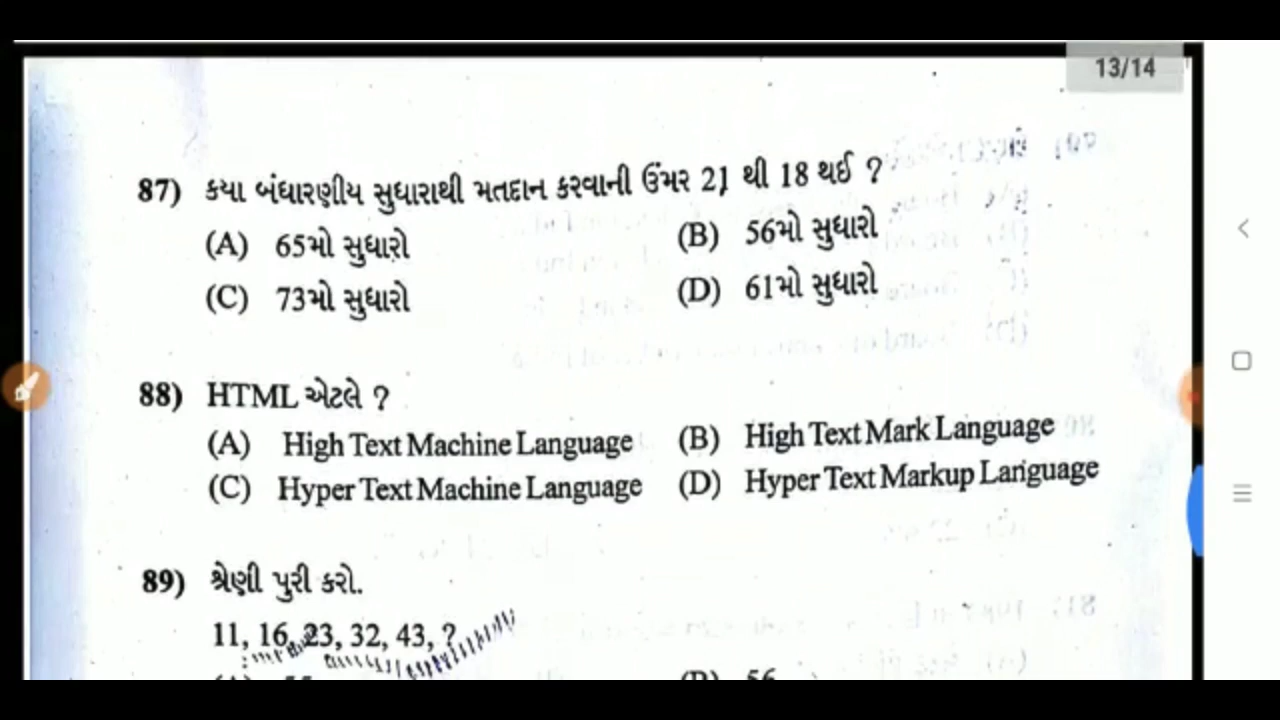 13/14
87) કયા બંધારણીય સુધારાથી મતદાન કરવાની ઉંમર 21 થી 18 થઈ ?
(A) 65મો સુધારો (B) 56મો સુધારો
(C) 73મો સુધારો (D) 61મો સુધારો
88) HTML એટલે ?
(A) High Text Machine Language (B) High Text Mark Language
(C) Hyper Text Machine Language (D) Hyper Text Markup Language
89) શ્રેણી પુરી કરો.
11, 16, 23, 32, 43, ?
(A) 55 (B) 56